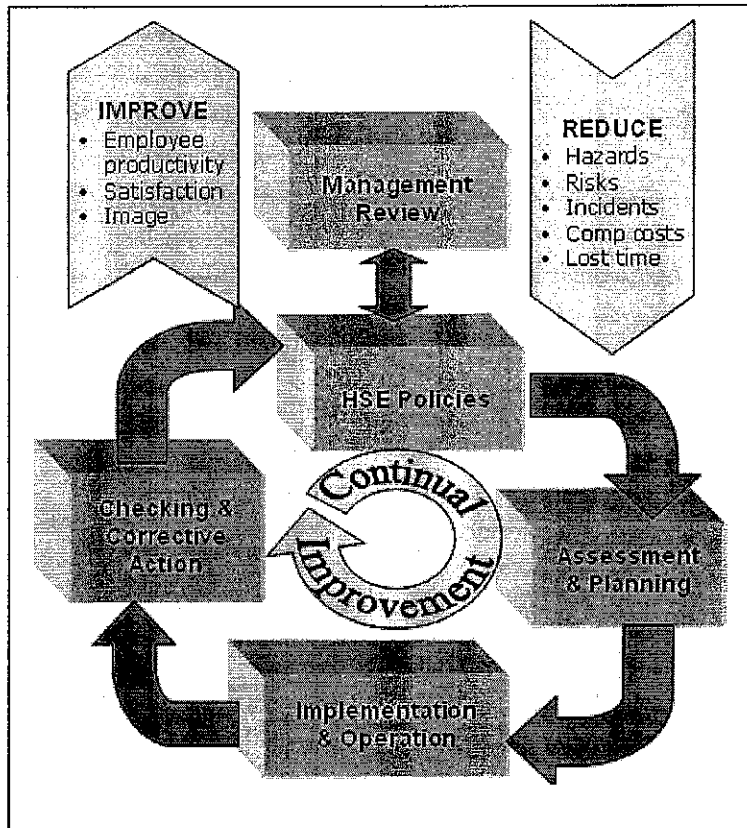 IMPROVE
• Employee
productivity
• Satisfaction
• Image
REDUCE
• Hazards
• Risks
• Incidents
• Comp costs
• Lost time
Management
Review
HSE Policies
Assessment
& Planning
Implementation
& Operation
Checking &
Corrective
Action
Continual
Improvement